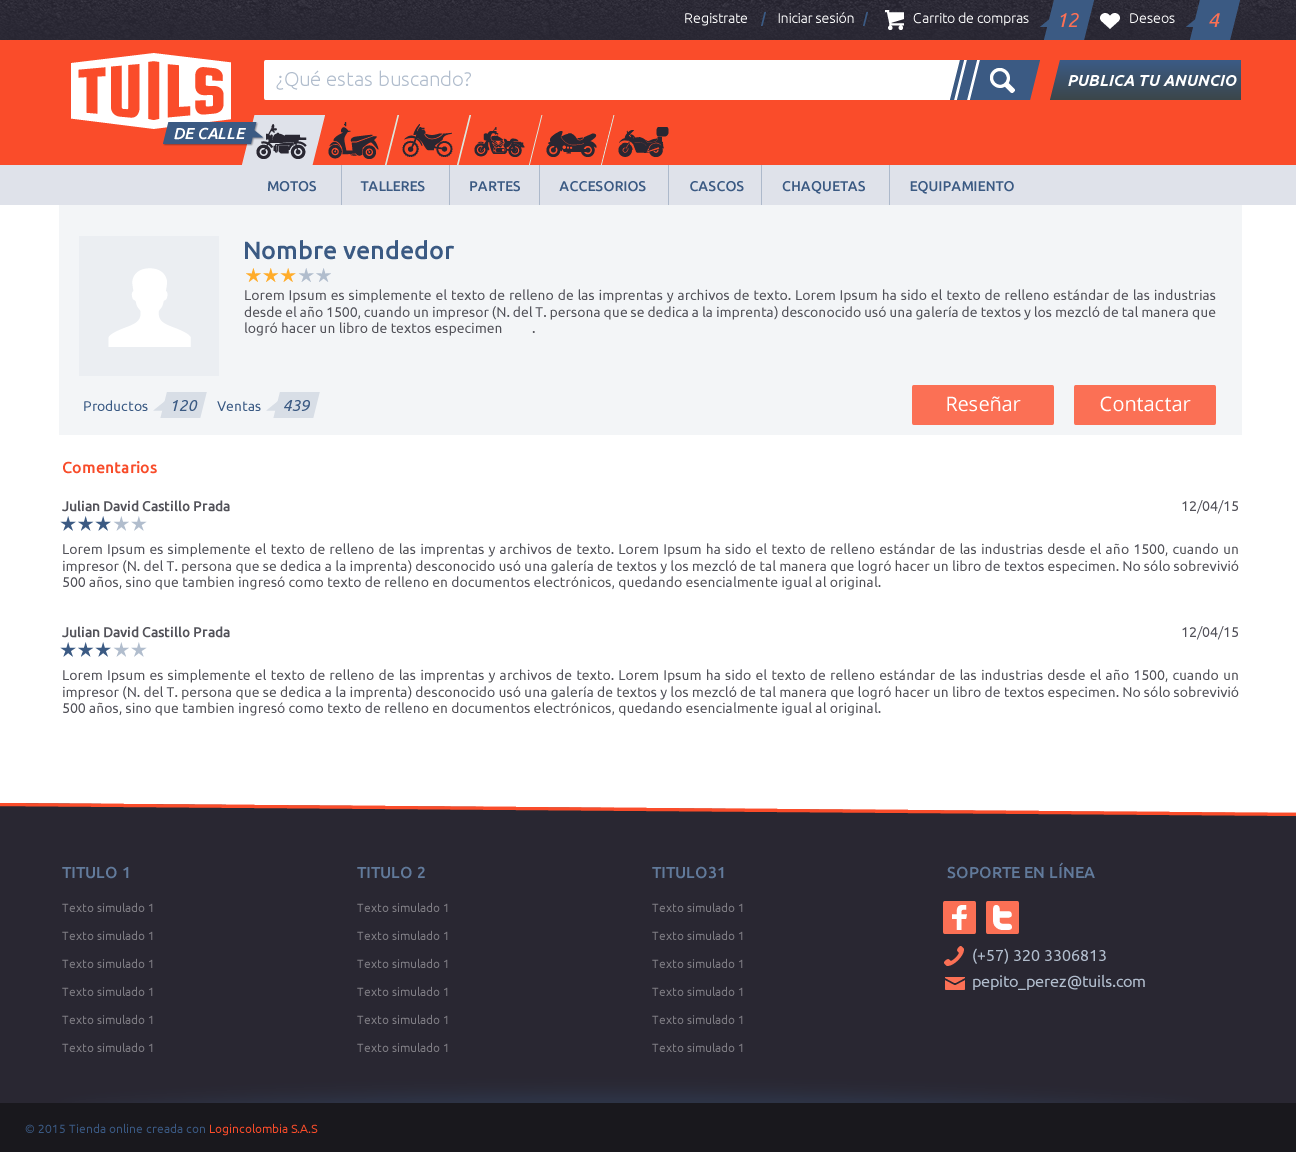 Registrate / Iniciar sesión / Carrito de compras 12 Deseos 4
TUILS
¿Qué estas buscando?
PUBLICA TU ANUNCIO
DE CALLE
MOTOS TALLERES PARTES ACCESORIOS CASCOS CHAQUETAS EQUIPAMIENTO
Nombre vendedor
Lorem Ipsum es simplemente el texto de relleno de las imprentas y archivos de texto. Lorem Ipsum ha sido el texto de relleno estándar de las industrias
desde el año 1500, cuando un impresor (N. del T. persona que se dedica a la imprenta) desconocido usó una galería de textos y los mezcló de tal manera que
logró hacer un libro de textos especimen .
Productos 120 Ventas 439
Reseñar Contactar
Comentarios
Julian David Castillo Prada 12/04/15
Lorem Ipsum es simplemente el texto de relleno de las imprentas y archivos de texto. Lorem Ipsum ha sido el texto de relleno estándar de las industrias desde el año 1500, cuando un
impresor (N. del T. persona que se dedica a la imprenta) desconocido usó una galería de textos y los mezcló de tal manera que logró hacer un libro de textos especimen. No sólo sobrevivió
500 años, sino que tambien ingresó como texto de relleno en documentos electrónicos, quedando esencialmente igual al original.
Julian David Castillo Prada 12/04/15
Lorem Ipsum es simplemente el texto de relleno de las imprentas y archivos de texto. Lorem Ipsum ha sido el texto de relleno estándar de las industrias desde el año 1500, cuando un
impresor (N. del T. persona que se dedica a la imprenta) desconocido usó una galería de textos y los mezcló de tal manera que logró hacer un libro de textos especimen. No sólo sobrevivió
500 años, sino que tambien ingresó como texto de relleno en documentos electrónicos, quedando esencialmente igual al original.
TITULO 1
Texto simulado 1
Texto simulado 1
Texto simulado 1
Texto simulado 1
Texto simulado 1
Texto simulado 1
TITULO 2
Texto simulado 1
Texto simulado 1
Texto simulado 1
Texto simulado 1
Texto simulado 1
Texto simulado 1
TITULO31
Texto simulado 1
Texto simulado 1
Texto simulado 1
Texto simulado 1
Texto simulado 1
Texto simulado 1
SOPORTE EN LÍNEA
(+57) 320 3306813
pepito_perez@tuils.com
© 2015 Tienda online creada con Logincolombia S.A.S